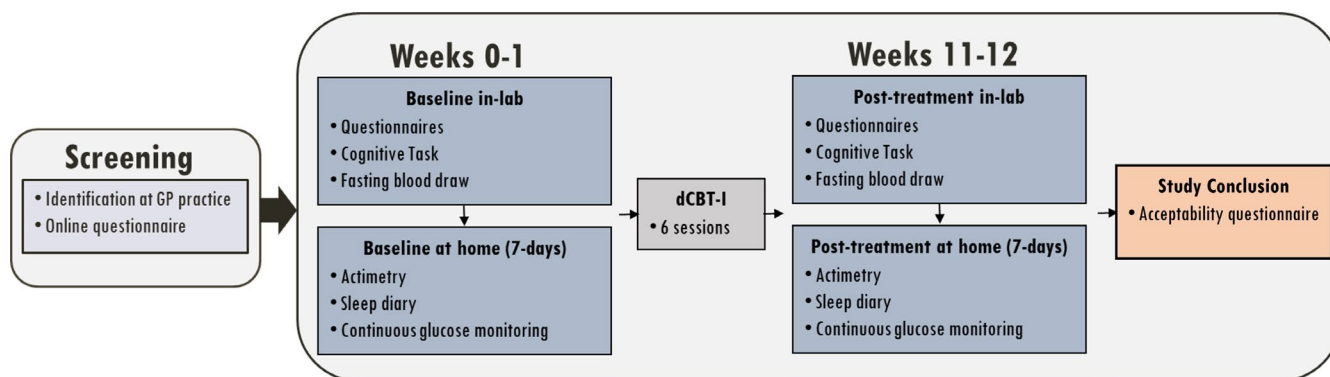 Screening
• Identification at GP practice
• Online questionnaire
Weeks 0-1
Baseline in-lab
• Questionnaires
• Cognitive Task
• Fasting blood draw
Baseline at home (7-days)
• Actimetry
• Sleep diary
• Continuous glucose monitoring
dCBT-I
• 6 sessions
Weeks 11-12
Post-treatment in-lab
• Questionnaires
• Cognitive Task
• Fasting blood draw
Post-treatment at home (7-days)
• Actimetry
• Sleep diary
• Continuous glucose monitoring
Study Conclusion
• Acceptability questionnaire